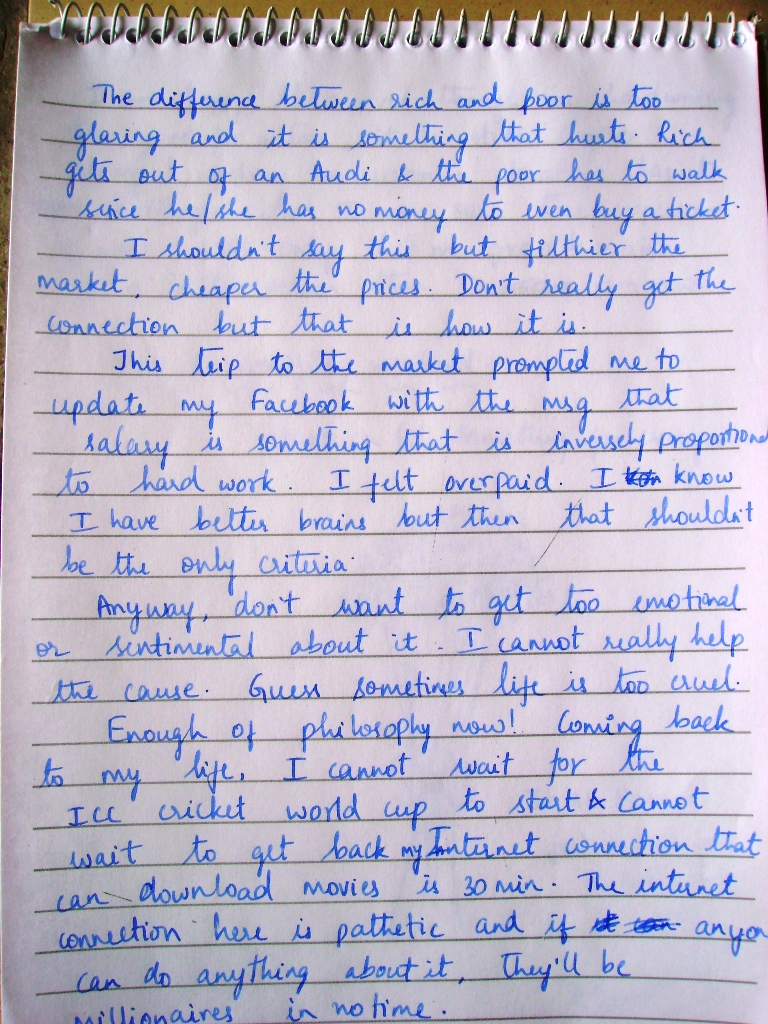 The difference between rich and poor is too
glaring and it is something that hurts. Rich
gets out of an Audi & the poor has to walk
since he/she has no money to even buy a ticket.
I shouldn't say this but filthier the
market, cheaper the prices. Don't really get the
connection but that is how it is.
This trip to the market prompted me to
update my Facebook with the msg that
salary is something that is inversely proportional
to hard work. I felt overpaid. I know
I have better brains but then that shouldn't
be the only criteria.
Anyway, don't want to get too emotional
or sentimental about it. I cannot really help
the cause. Guess sometimes life is too cruel.
Enough of philosophy now! Coming back
to my life, I cannot wait for the
ICC cricket world cup to start & cannot
wait to get back my Internet connection that
can download movies is 30 min. The internet
connection here is pathetic and if anyon
can do anything about it, they'll be
millionaires in no time.